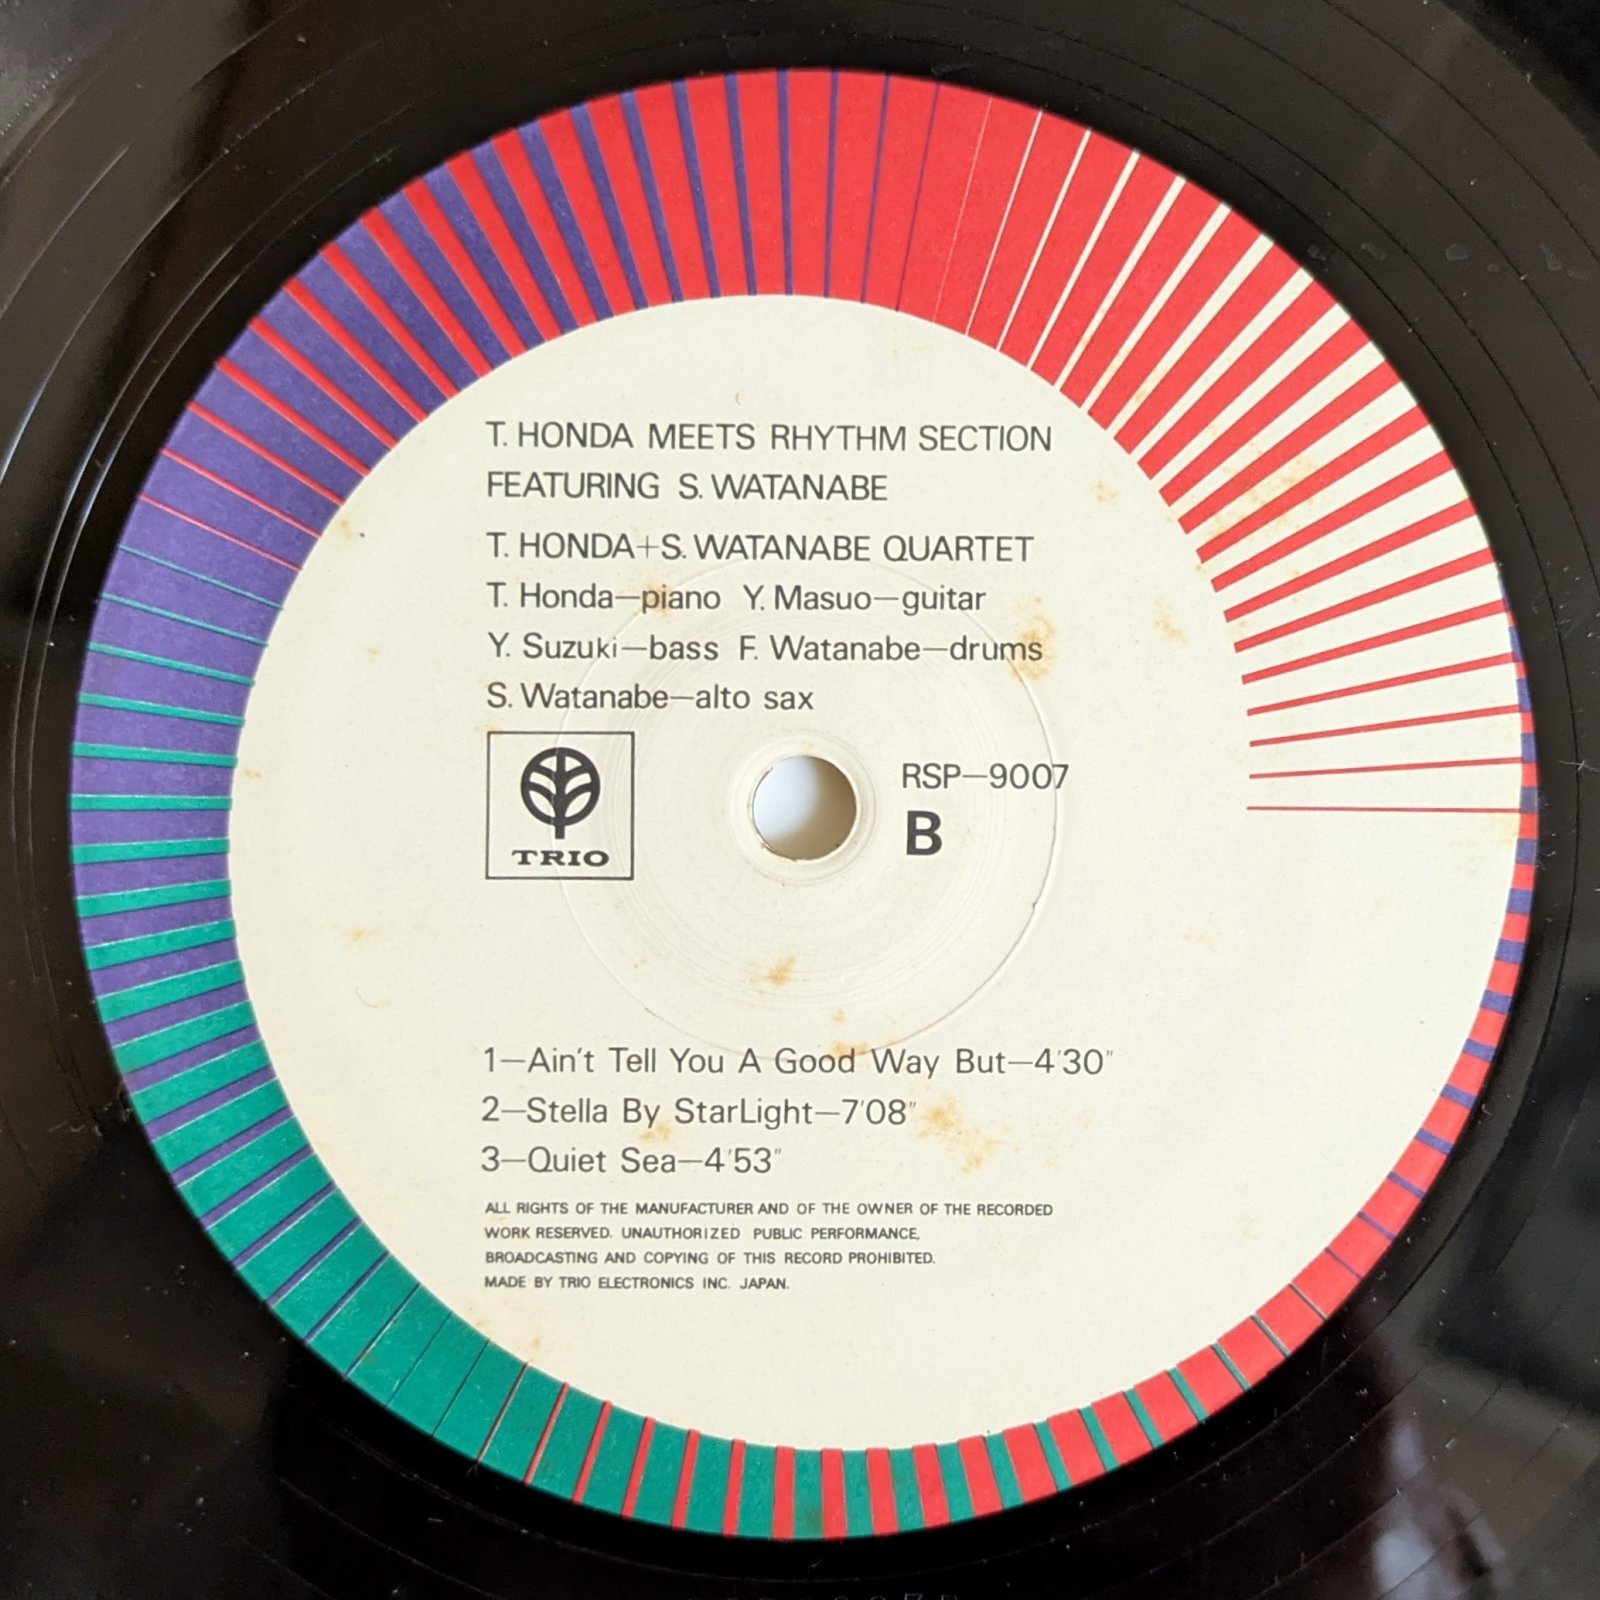 T. HONDA MEETS RHYTHM SECTION
FEATURING S. WATANABE
T. HONDA+S. WATANABE QUARTET
T. Honda—piano Y. Masuo—guitar
Y. Suzuki—bass F. Watanabe—drums
S. Watanabe—alto sax
TRIO
RSP—9007
B
1—Ain't Tell You A Good Way But—4'30"
2—Stella By StarLight—7'08"
3—Quiet Sea—4'53"
ALL RIGHTS OF THE MANUFACTURER AND OF THE OWNER OF THE RECORDED
WORK RESERVED. UNAUTHORIZED PUBLIC PERFORMANCE,
BROADCASTING AND COPYING OF THIS RECORD PROHIBITED.
MADE BY TRIO ELECTRONICS INC. JAPAN.